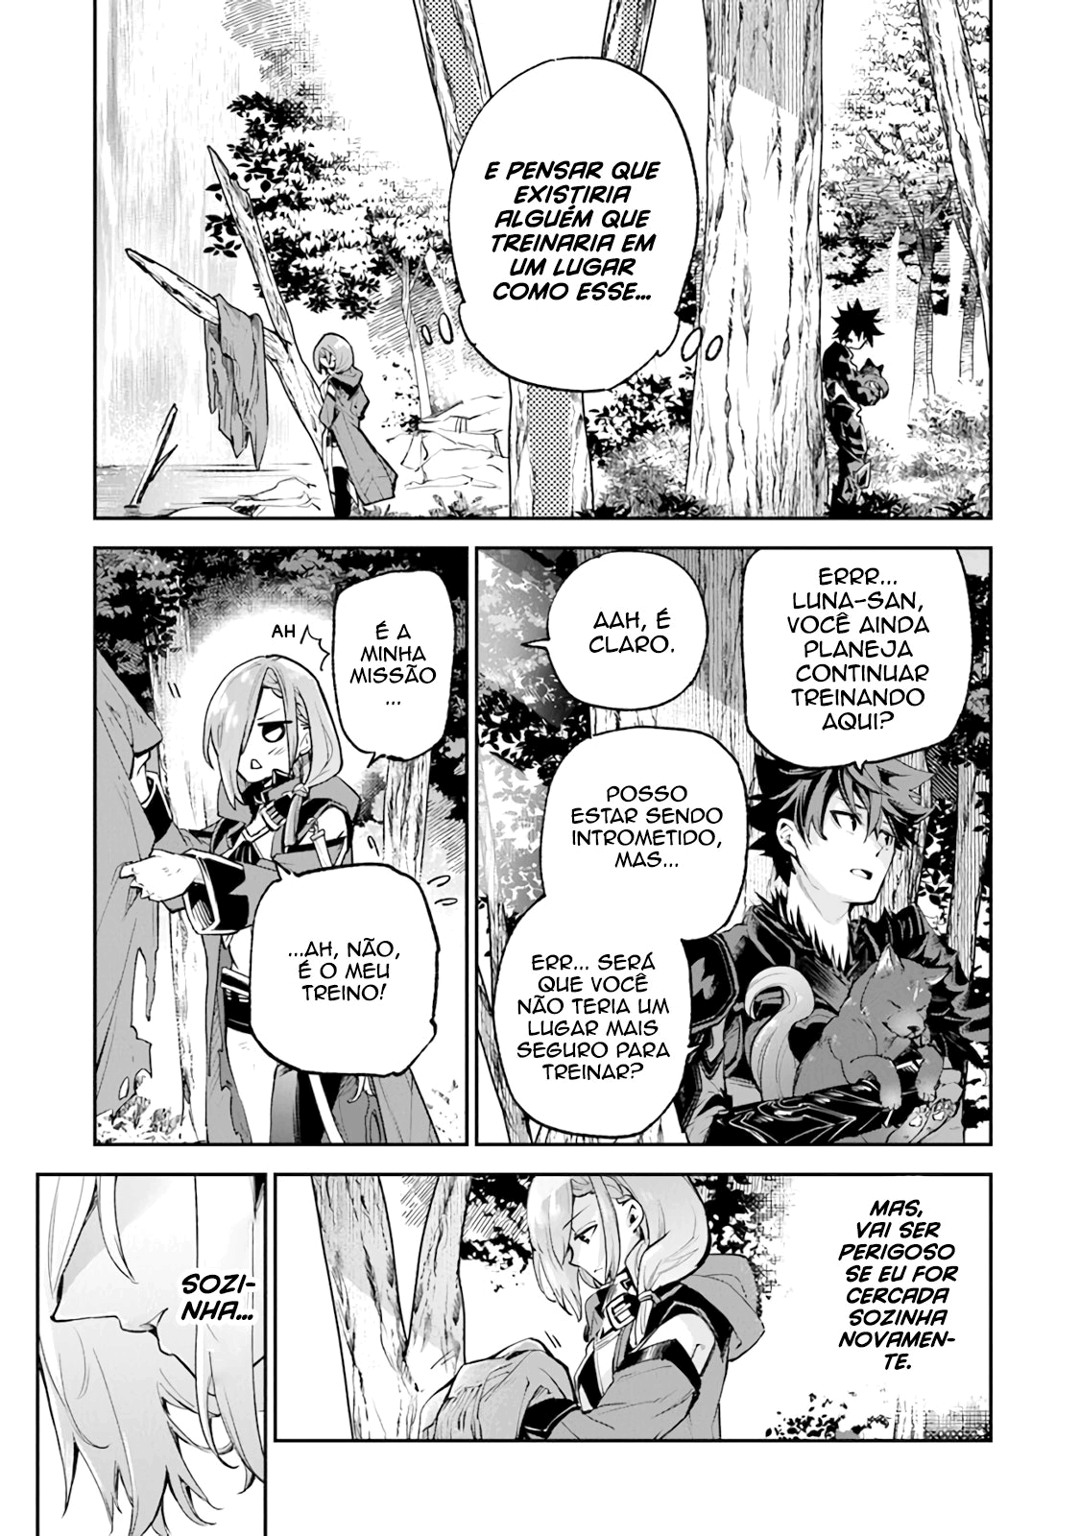 E PENSAR QUE
EXISTIRIA
ALGUÉM QUE
TREINARIA EM
UM LUGAR
COMO ESSE...
ERRR...
LUNA-SAN,
VOCÊ AINDA
PLANEJA
CONTINUAR
TREINANDO
AQUI?
AAH, É
CLARO.
POSSO
ESTAR SENDO
INTROMETIDO,
MAS...
ERR... SERÁ
QUE VOCÊ
NÃO TERIA UM
LUGAR MAIS
SEGURO PARA
TREINAR?
É A
MINHA
MISSÃO
...
AH
...AH, NÃO,
É O MEU
TREINO!
MAS,
VAI SER
PERIGOSO
SE EU FOR
CERCADA
SOZINHA
NOVAMEN-
TE.
SOZI-
NHA...